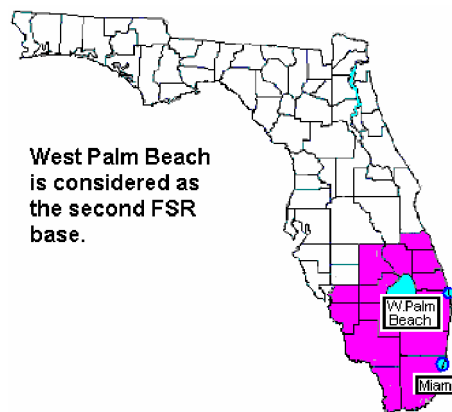 West Palm Beach
is considered as
the second FSR
base.
W.Palm
Beach
Miam